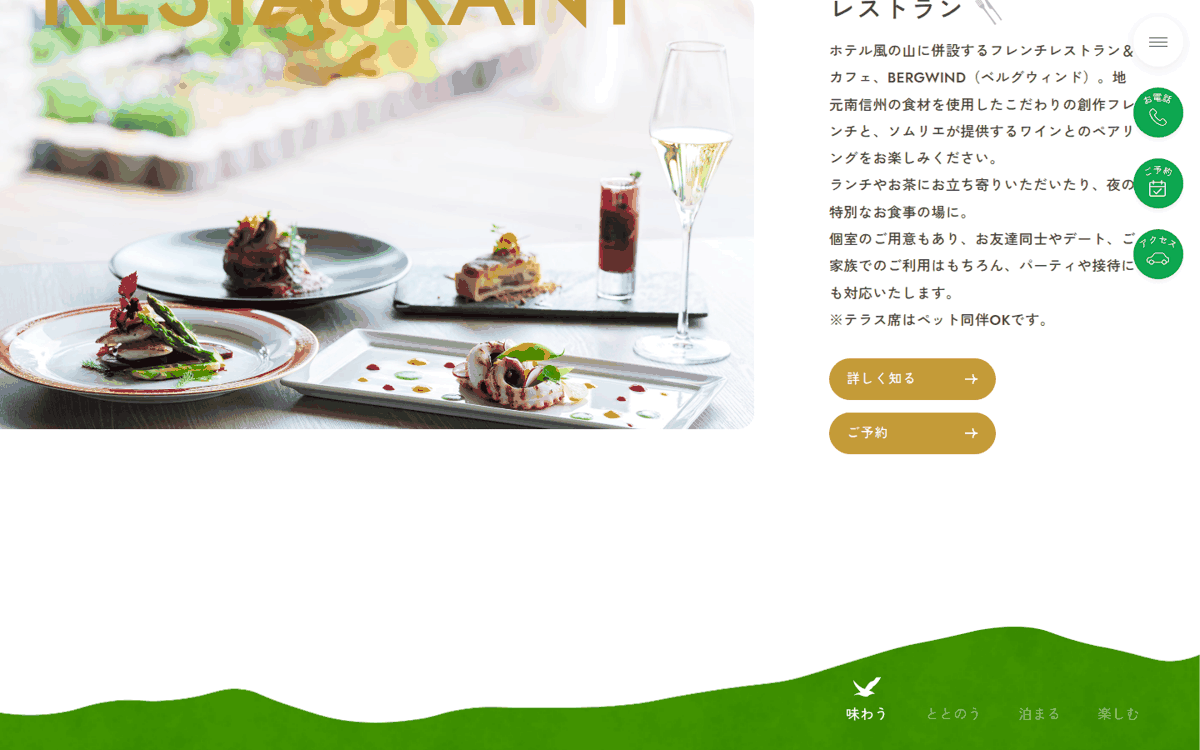 RESTAURANT
レストラン
ホテル風の山に併設するフレンチレストラン＆
カフェ、BERGWIND（ベルグウィンド）。地
元南信州の食材を使用したこだわりの創作フレ
ンチと、ソムリエが提供するワインとのペアリ
ングをお楽しみください。
ランチやお茶にお立ち寄りいただいたり、夜の
特別なお食事の場に。
個室のご用意もあり、お友達同士やデート、ご
家族でのご利用はもちろん、パーティや接待に
も対応いたします。
※テラス席はペット同伴OKです。
詳しく知る
ご予約
お電話
ご予約
アクセス
味わう
ととのう
泊まる
楽しむ